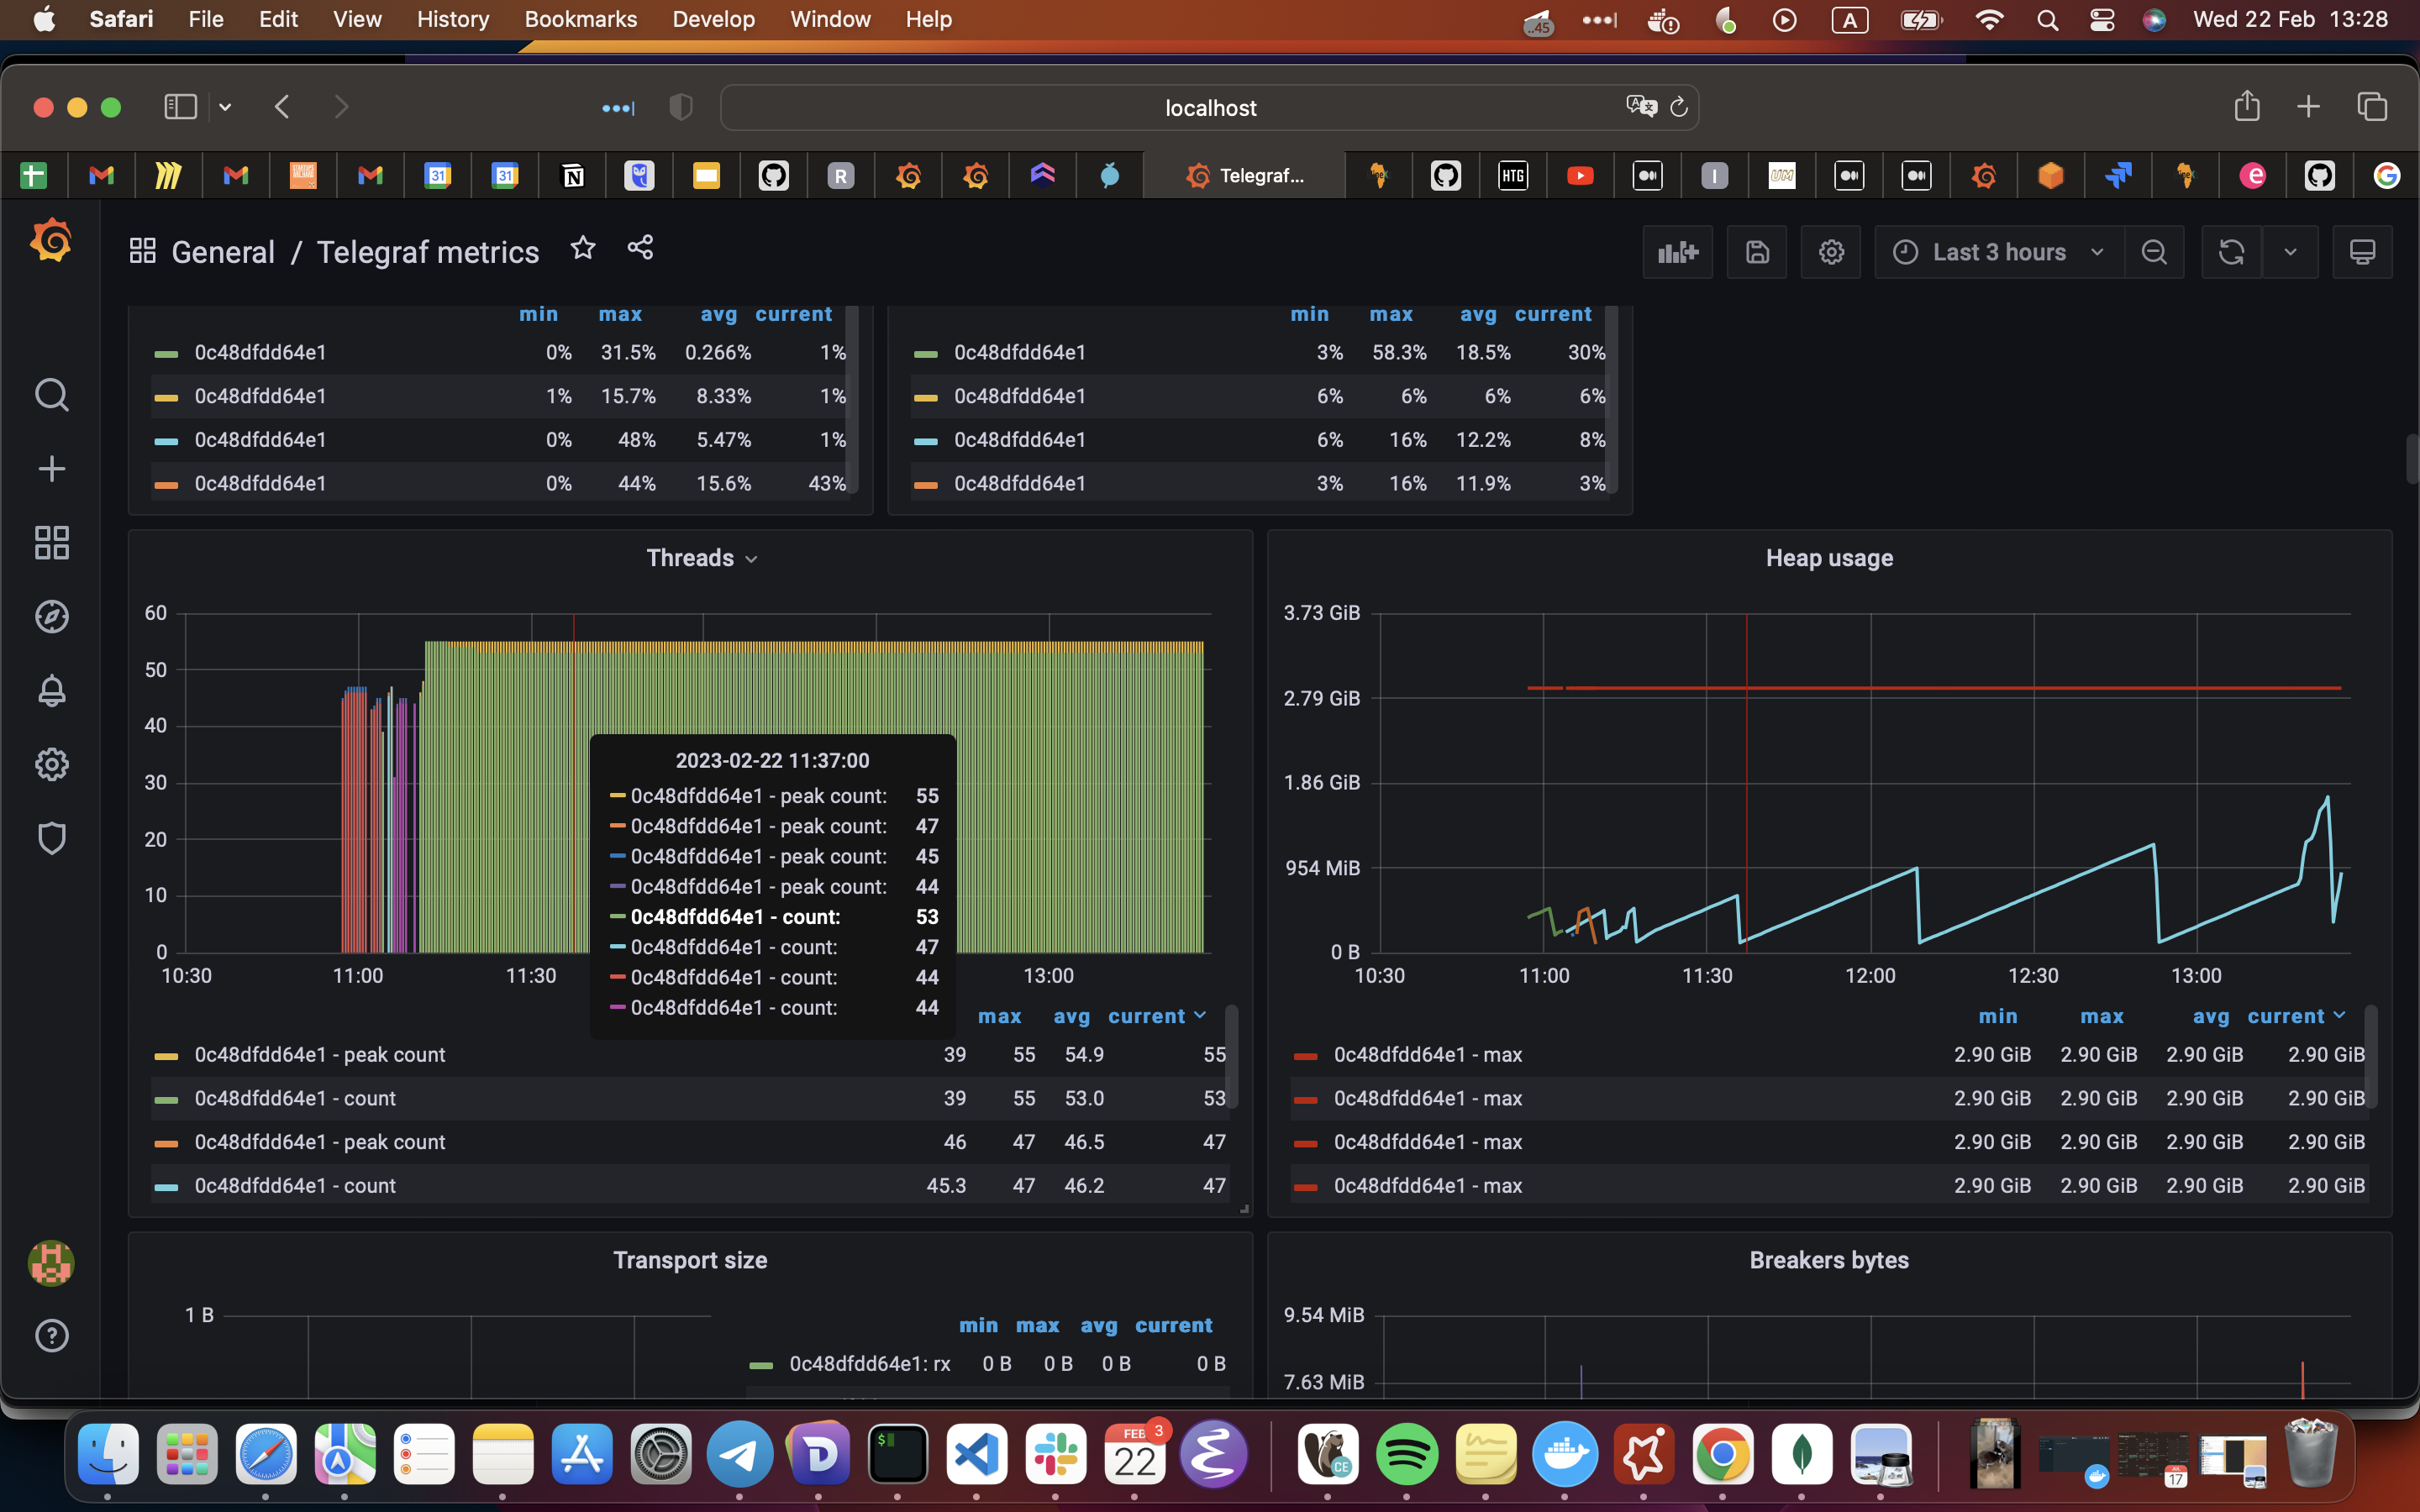 Safari File Edit View History Bookmarks Develop Window Help ..45 A Wed 22 Feb 13:28
localhost
31 31 R Telegraf... HTG I UM e G
General / Telegraf metrics Last 3 hours
min max avg current
0c48dfdd64e1 0% 31.5% 0.266% 1%
0c48dfdd64e1 1% 15.7% 8.33% 1%
0c48dfdd64e1 0% 48% 5.47% 1%
0c48dfdd64e1 0% 44% 15.6% 43%
min max avg current
0c48dfdd64e1 3% 58.3% 18.5% 30%
0c48dfdd64e1 6% 6% 6% 6%
0c48dfdd64e1 6% 16% 12.2% 8%
0c48dfdd64e1 3% 16% 11.9% 3%
Threads
60
50
40
30
20
10
0
10:30 11:00 11:30 13:00
2023-02-22 11:37:00
0c48dfdd64e1 - peak count: 55
0c48dfdd64e1 - peak count: 47
0c48dfdd64e1 - peak count: 45
0c48dfdd64e1 - peak count: 44
0c48dfdd64e1 - count: 53
0c48dfdd64e1 - count: 47
0c48dfdd64e1 - count: 44
0c48dfdd64e1 - count: 44
max avg current
0c48dfdd64e1 - peak count 39 55 54.9 55
0c48dfdd64e1 - count 39 55 53.0 53
0c48dfdd64e1 - peak count 46 47 46.5 47
0c48dfdd64e1 - count 45.3 47 46.2 47
Heap usage
3.73 GiB
2.79 GiB
1.86 GiB
954 MiB
0 B
10:30 11:00 11:30 12:00 12:30 13:00
min max avg current
0c48dfdd64e1 - max 2.90 GiB 2.90 GiB 2.90 GiB 2.90 GiB
0c48dfdd64e1 - max 2.90 GiB 2.90 GiB 2.90 GiB 2.90 GiB
0c48dfdd64e1 - max 2.90 GiB 2.90 GiB 2.90 GiB 2.90 GiB
0c48dfdd64e1 - max 2.90 GiB 2.90 GiB 2.90 GiB 2.90 GiB
Transport size
1 B
min max avg current
0c48dfdd64e1: rx 0 B 0 B 0 B 0 B
Breakers bytes
9.54 MiB
7.63 MiB
FEB 3
22
CE
17